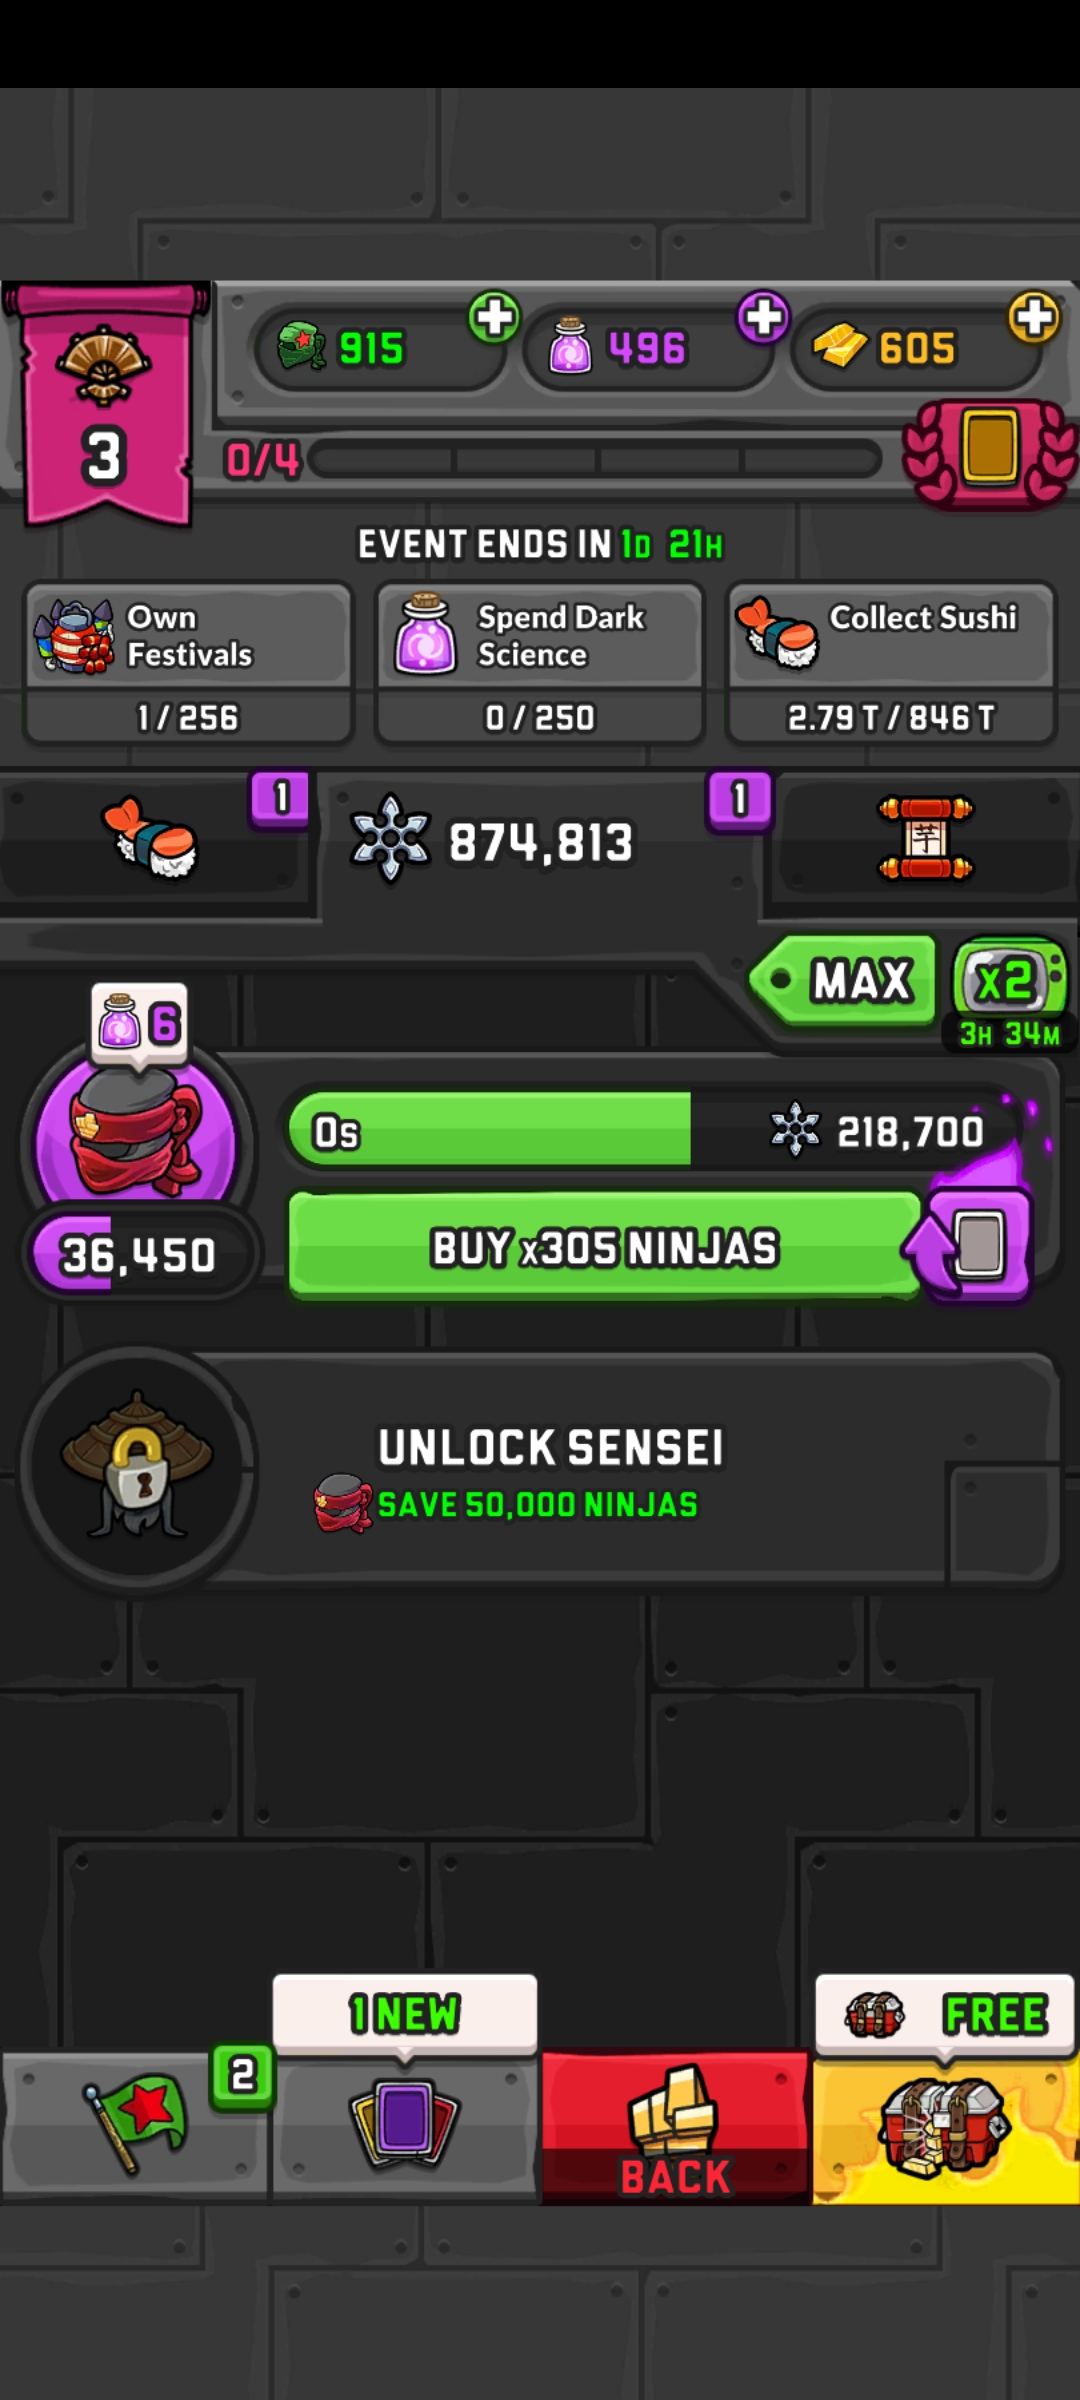 915
496
605
3
0/4
EVENT ENDS IN 1D 21H
Own
Festivals
1 / 256
Spend Dark
Science
0 / 250
Collect Sushi
2.79 T / 846 T
1
874,813
1
芋
MAX
x2
3H 34M
6
0s
218,700
36,450
BUY x305 NINJAS
UNLOCK SENSEI
SAVE 50,000 NINJAS
1 NEW
FREE
2
BACK